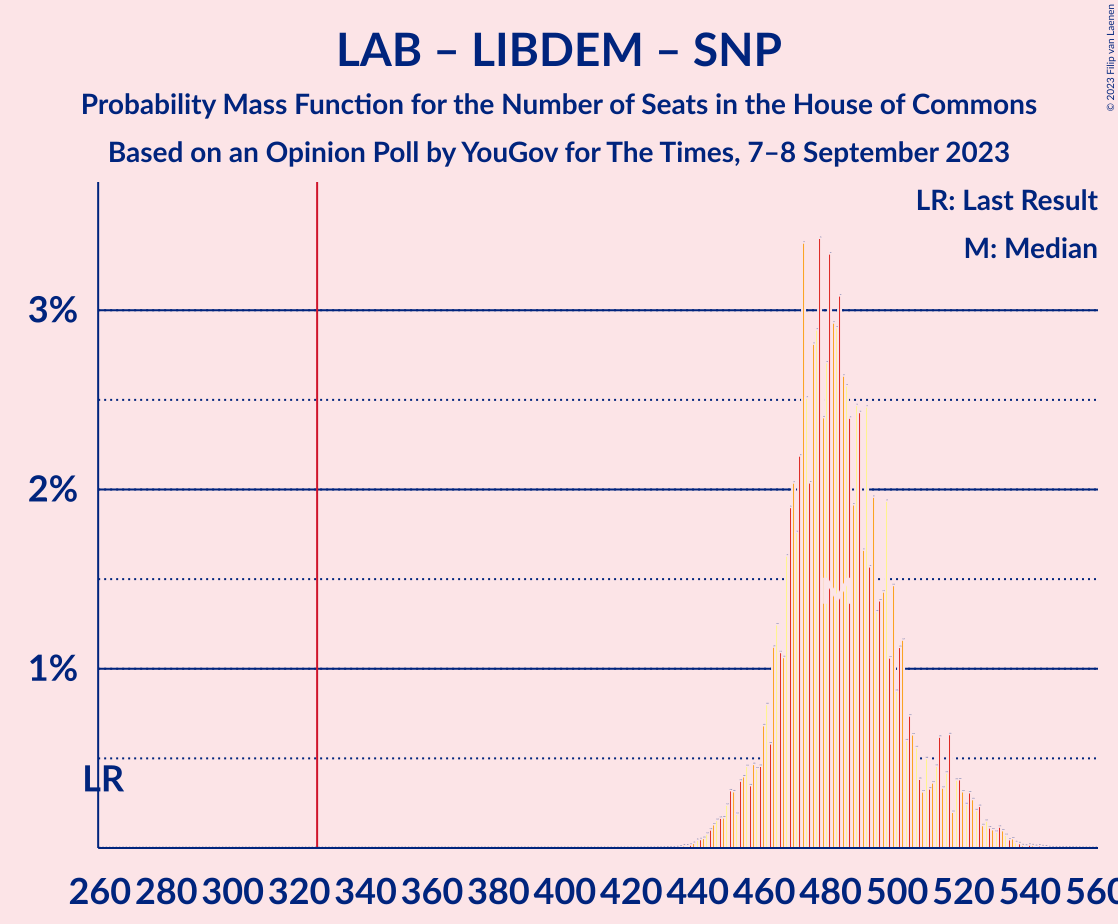 LAB – LIBDEM – SNP
Probability Mass Function for the Number of Seats in the House of Commons
Based on an Opinion Poll by YouGov for The Times, 7–8 September 2023
© 2023 Filip van Laenen
LR: Last Result
M: Median
3%
2%
1%
LR
260 280 300 320 340 360 380 400 420 440 460 480 500 520 540 560